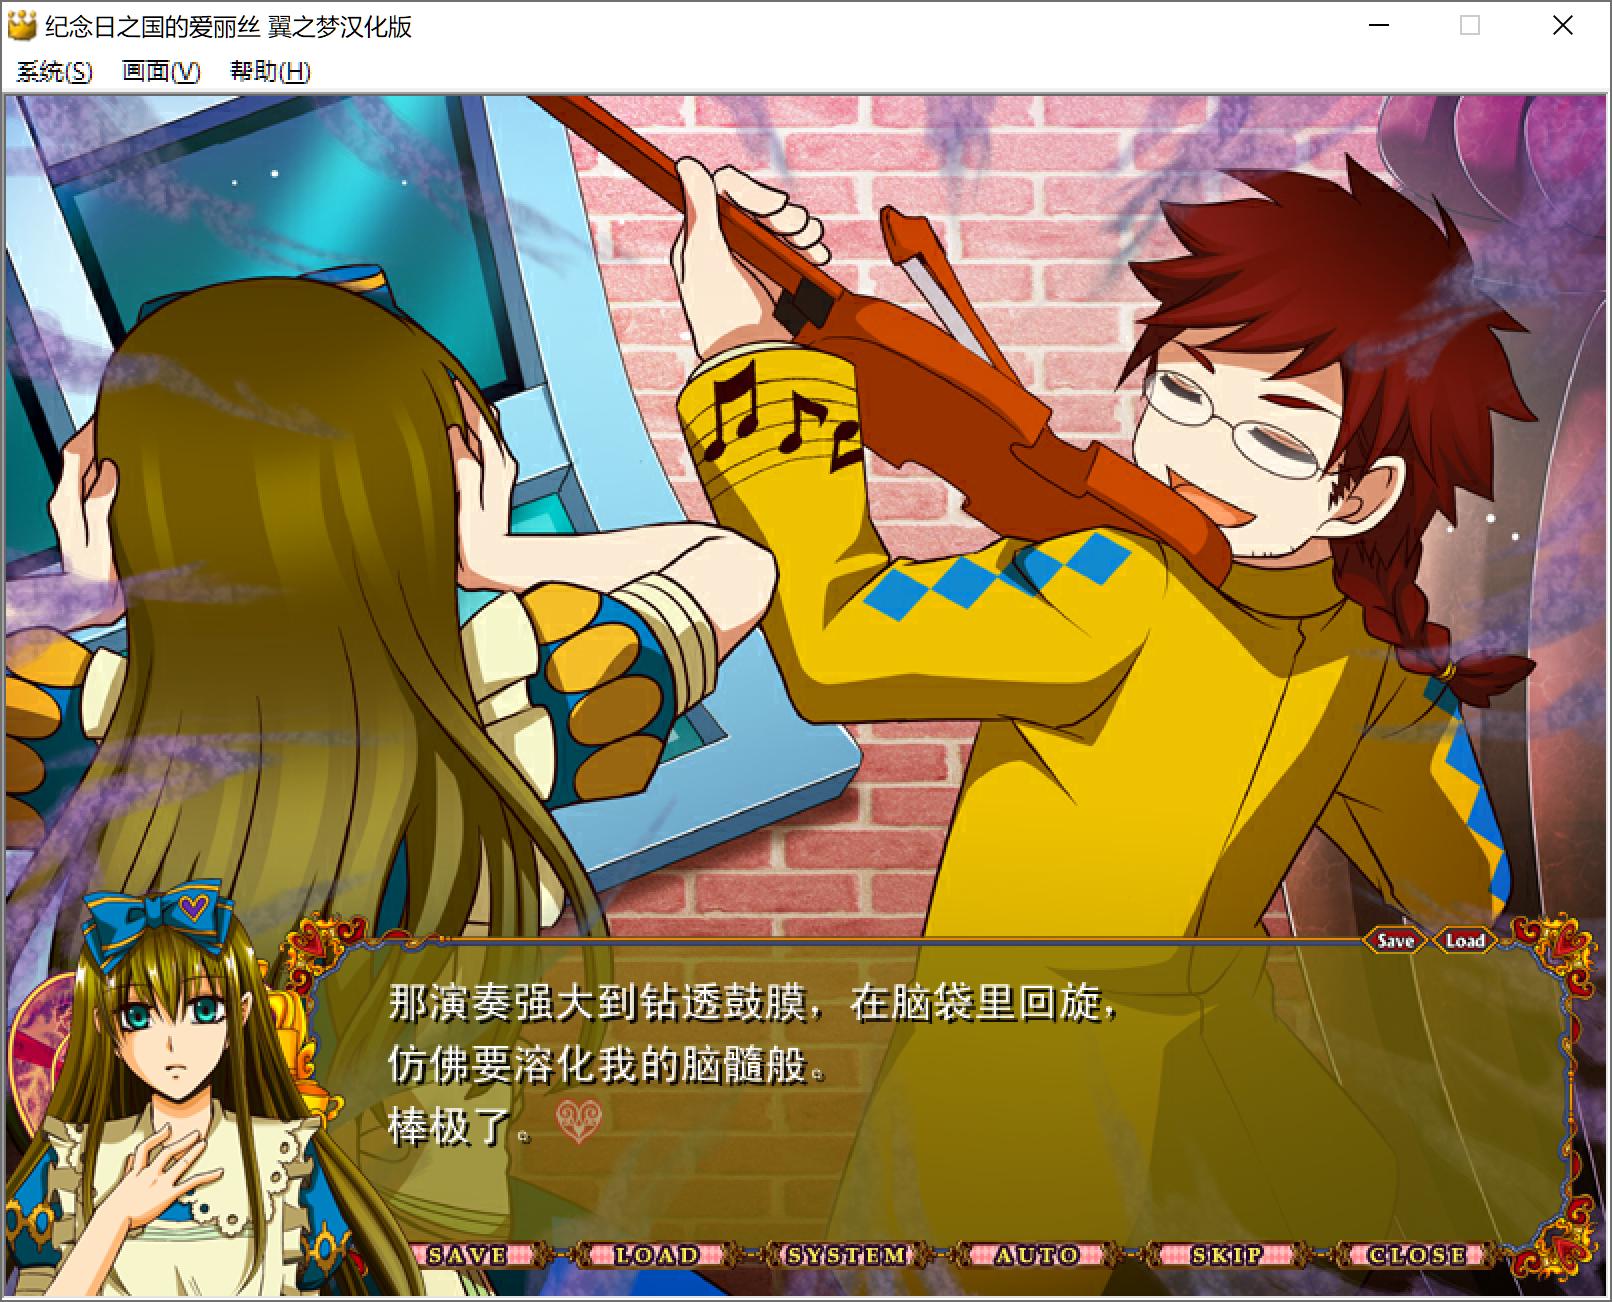 纪念日之国的爱丽丝 翼之梦汉化版
系统(S) 画面(V) 帮助(H)
Save Load
那演奏强大到钻透鼓膜，在脑袋里回旋，
仿佛要溶化我的脑髓般。
棒极了。
SAVE LOAD SYSTEM AUTO SKIP CLOSE